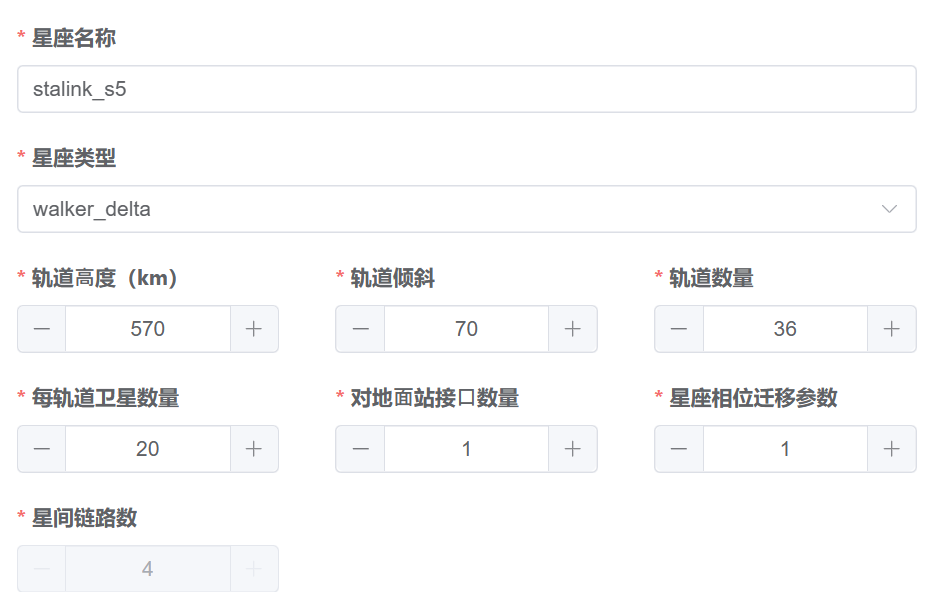 * 星座名称
stalink_s5
* 星座类型
walker_delta
* 轨道高度（km） * 轨道倾斜 * 轨道数量
570 70 36
* 每轨道卫星数量 * 对地面站接口数量 * 星座相位迁移参数
20 1 1
* 星间链路数
4